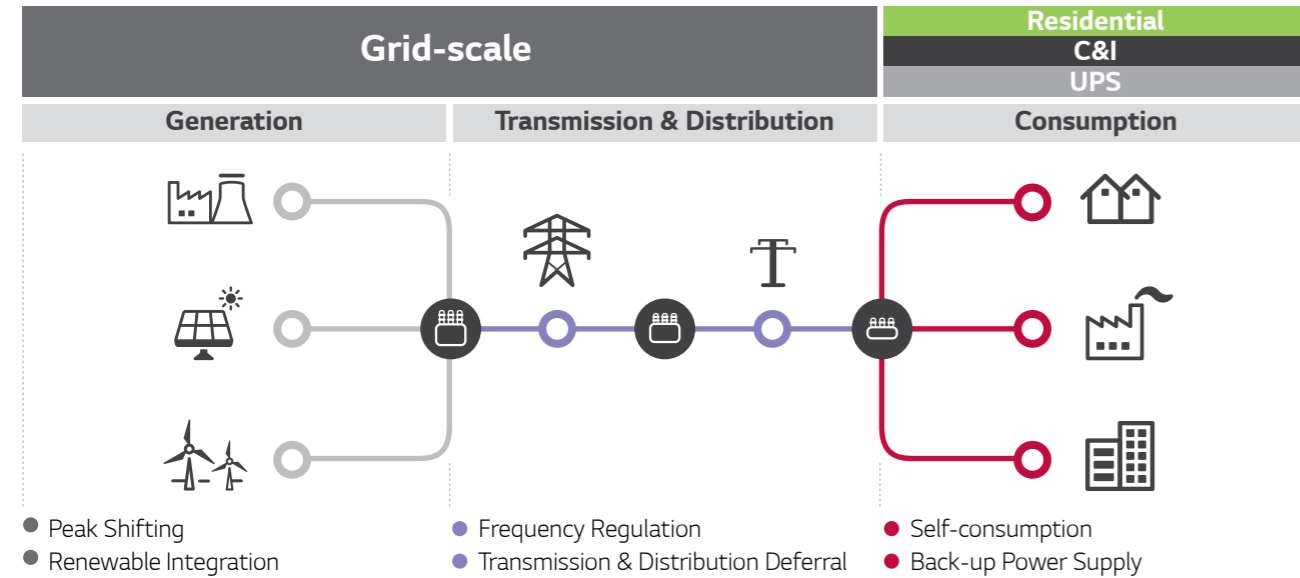 Grid-scale
Residential
C&I
UPS
Generation
Transmission & Distribution
Consumption
Peak Shifting
Renewable Integration
Frequency Regulation
Transmission & Distribution Deferral
Self-consumption
Back-up Power Supply